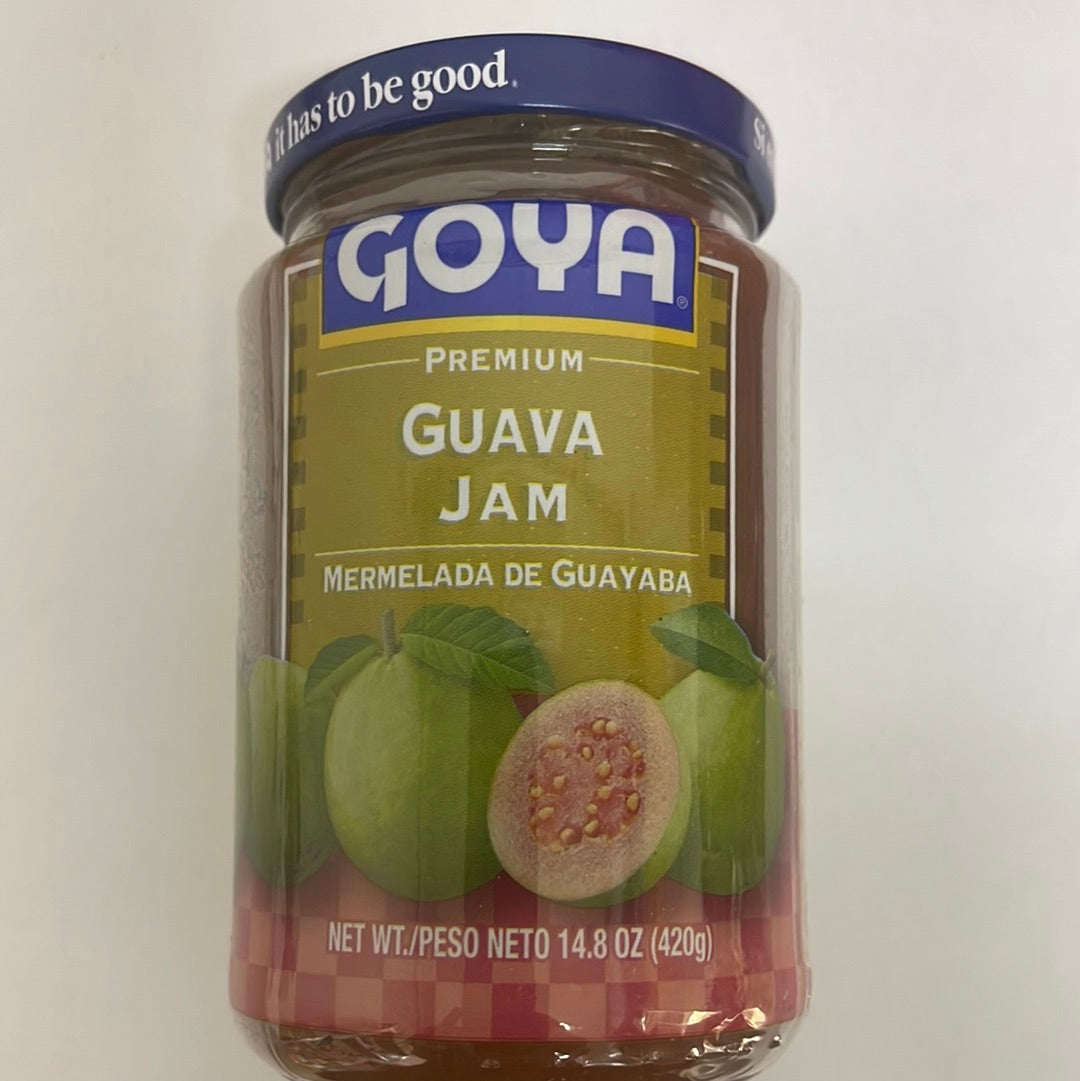 it has to be good.
Si
GOYA®
PREMIUM
GUAVA
JAM
MERMELADA DE GUAYABA
NET WT./PESO NETO 14.8 OZ (420g)